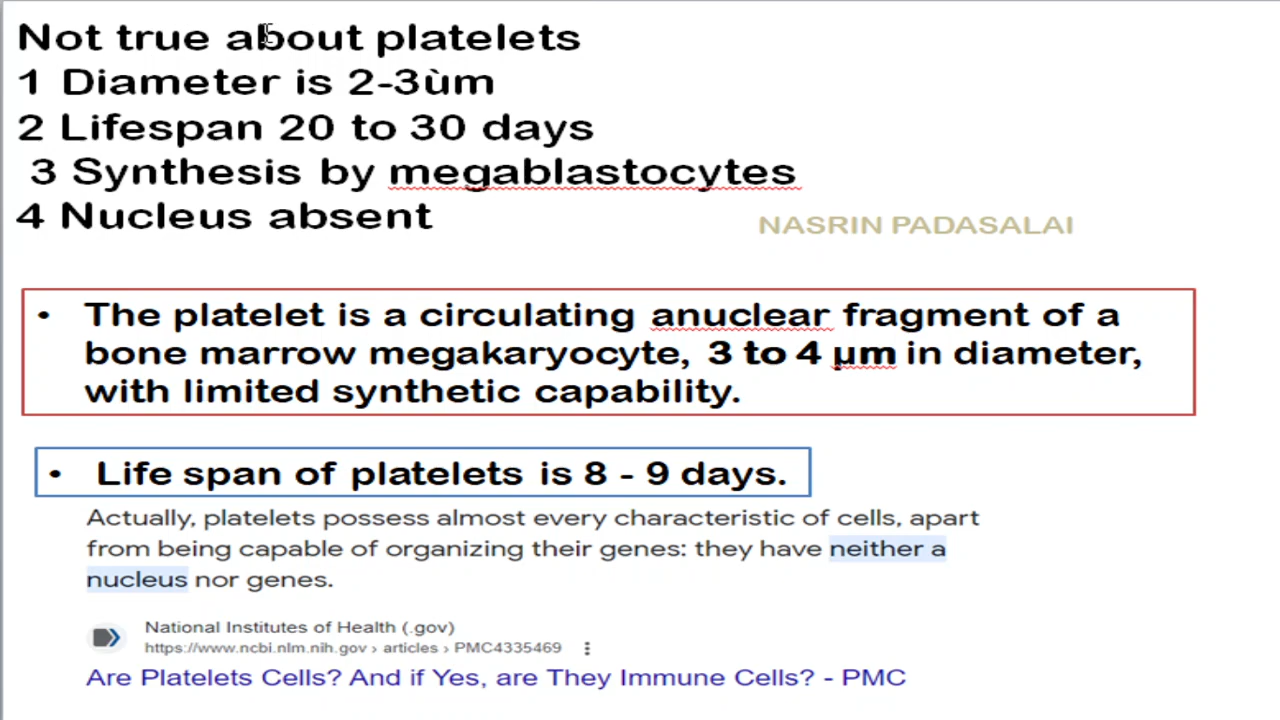 Not true about platelets
1 Diameter is 2-3ùm
2 Lifespan 20 to 30 days
3 Synthesis by megablastocytes
4 Nucleus absent
NASRIN PADASALAI
• The platelet is a circulating anuclear fragment of a
bone marrow megakaryocyte, 3 to 4 µm in diameter,
with limited synthetic capability.
• Life span of platelets is 8 - 9 days.
Actually, platelets possess almost every characteristic of cells, apart
from being capable of organizing their genes: they have neither a
nucleus nor genes.
National Institutes of Health (.gov)
https://www.ncbi.nlm.nih.gov › articles › PMC4335469
Are Platelets Cells? And if Yes, are They Immune Cells? - PMC